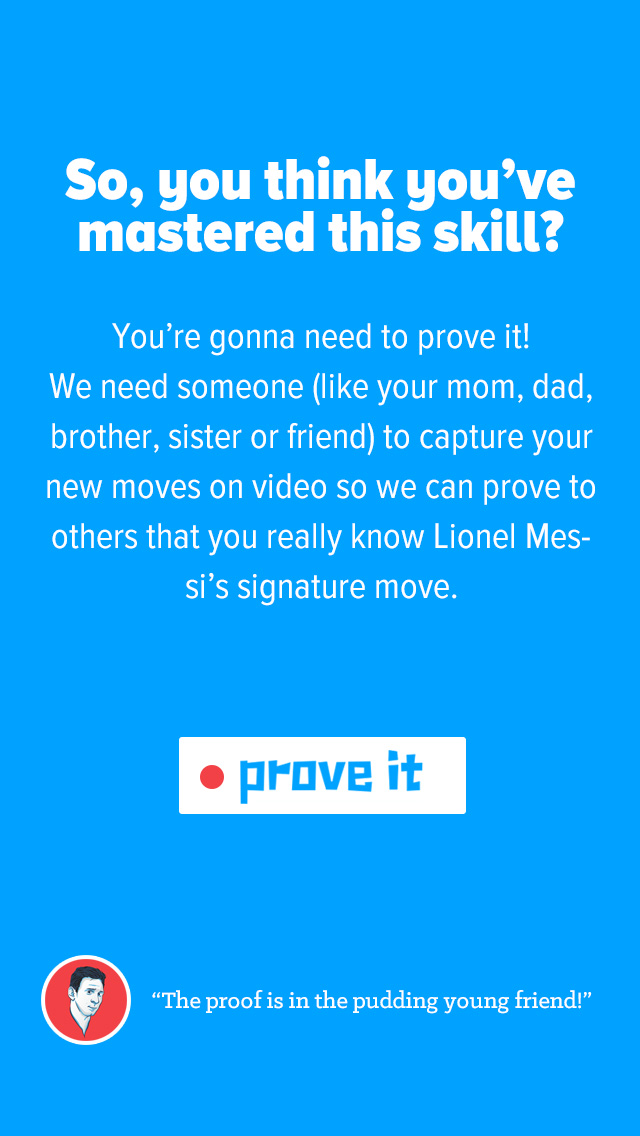 So, you think you’ve
mastered this skill?
You’re gonna need to prove it!
We need someone (like your mom, dad,
brother, sister or friend) to capture your
new moves on video so we can prove to
others that you really know Lionel Mes-
si’s signature move.
prove it
“The proof is in the pudding young friend!”